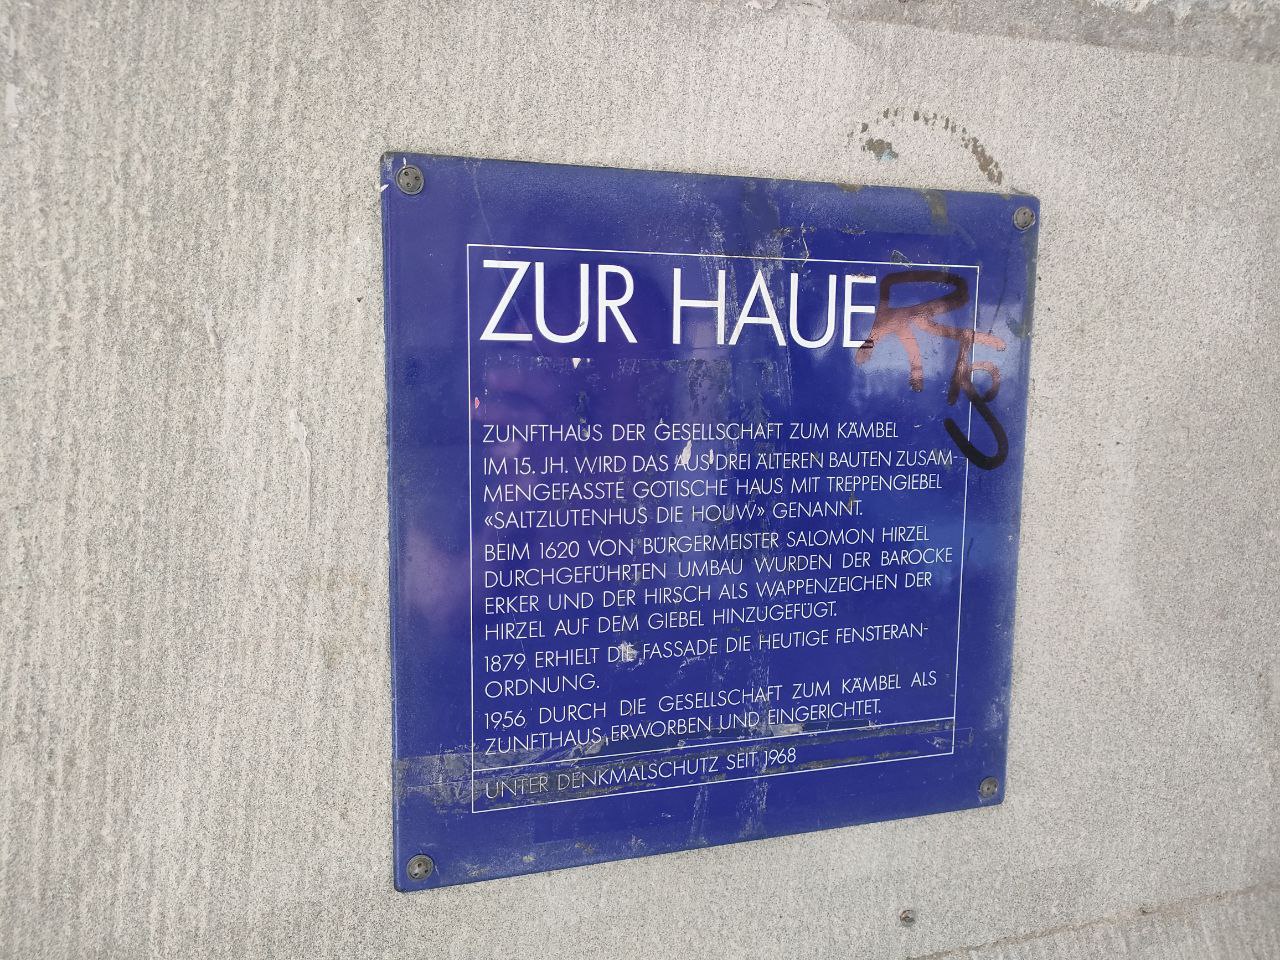 ZUR HAUE
ZUNFTHAUS DER GESELLSCHAFT ZUM KÄMBEL
IM 15. JH. WIRD DAS AUS DREI ÄLTEREN BAUTEN ZUSAM-
MENGEFASSTE GOTISCHE HAUS MIT TREPPENGIEBEL
«SALTZLÜTENHUS DIE HOUW» GENANNT.
BEIM 1620 VON BÜRGERMEISTER SALOMON HIRZEL
DURCHGEFÜHRTEN UMBAU WURDEN DER BAROCKE
ERKER UND DER HIRSCH ALS WAPPENZEICHEN DER
HIRZEL AUF DEM GIEBEL HINZUGEFÜGT.
1879 ERHIELT DIE FASSADE DIE HEUTIGE FENSTERAN-
ORDNUNG.
1956 DURCH DIE GESELLSCHAFT ZUM KÄMBEL ALS
ZUNFTHAUS ERWORBEN UND EINGERICHTET.
UNTER DENKMALSCHUTZ SEIT 1968